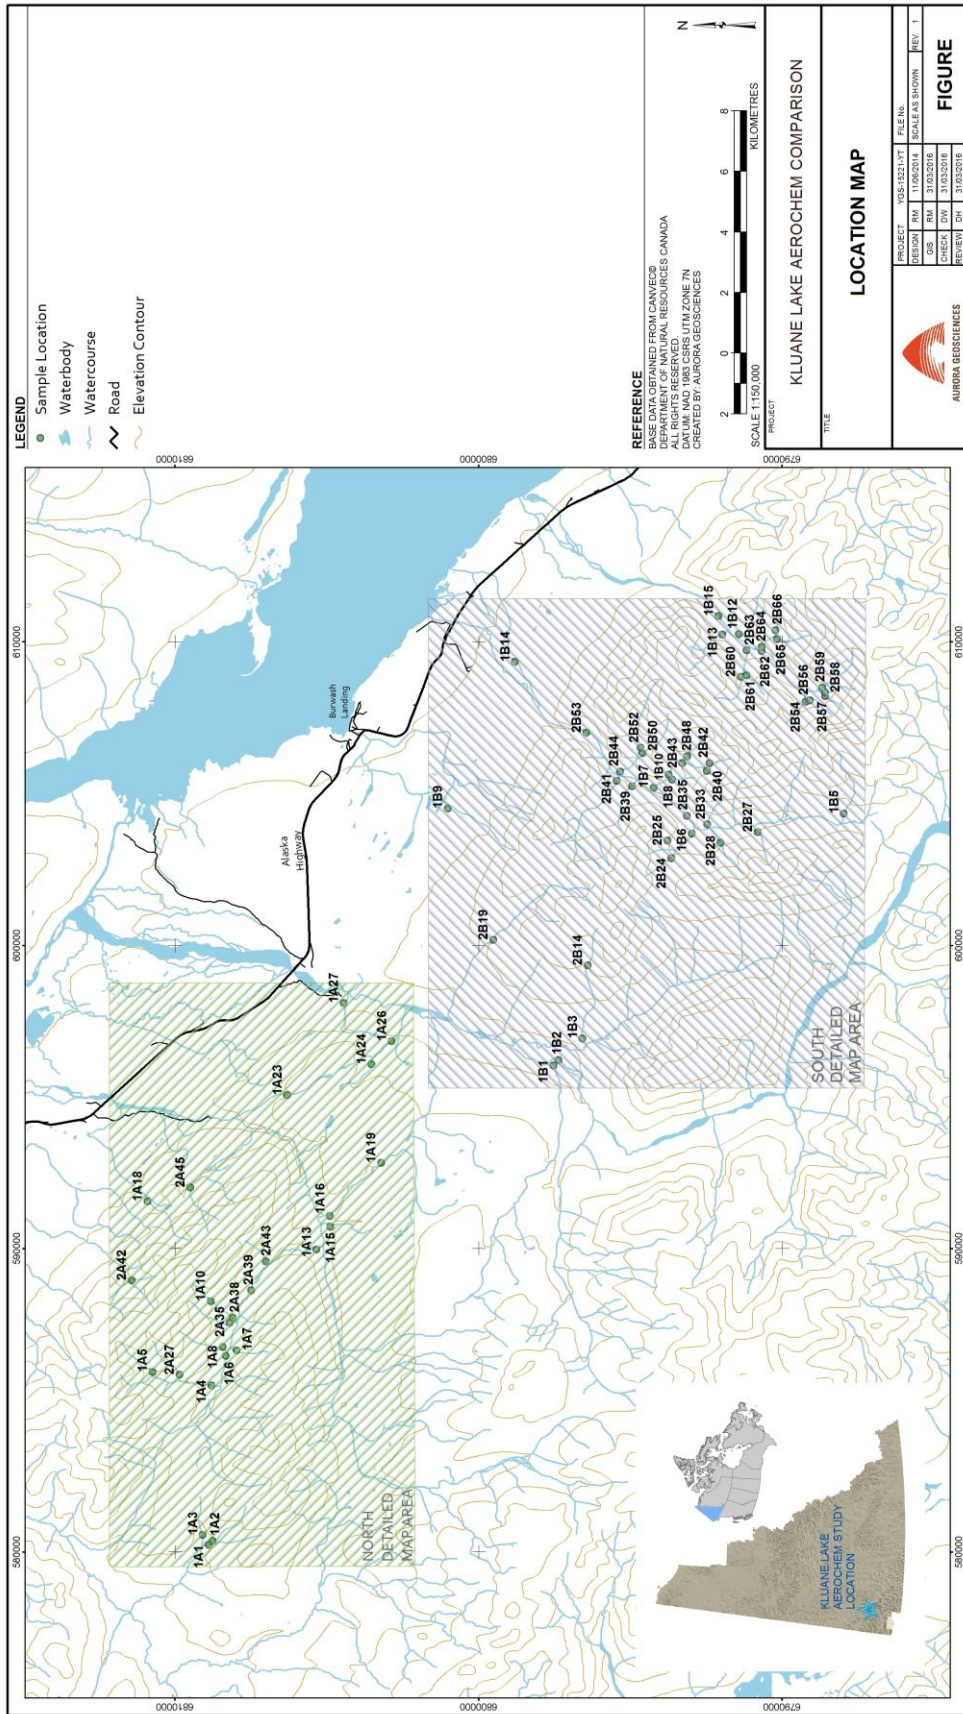 LEGEND
Sample Location
Waterbody
Watercourse
Road
Elevation Contour
REFERENCE
BASE DATA OBTAINED FROM CANVEC©
DEPARTMENT OF NATURAL RESOURCES CANADA
ALL RIGHTS RESERVED.
DATUM: NAD 1983 CSRS UTM ZONE 7N
CREATED BY: AURORA GEOSCIENCES
N
2 0 2 4 6 8
SCALE 1:150,000 KILOMETRES
PROJECT
KLUANE LAKE AEROCHEM COMPARISON
TITLE
LOCATION MAP
AURORA GEOSCIENCES
PROJECT YGS-15221-YT FILE No.
DESIGN RM 11/06/2014 SCALE AS SHOWN REV. 1
GIS RM 31/03/2016
CHECK DW 31/03/2016
REVIEW DH 31/03/2016
FIGURE
580000 590000 600000 610000
580000 590000 600000 610000
6810000
6800000
6790000
6810000
6800000
6790000
Alaska
Highway
Burwash
Landing
NORTH
DETAILED
MAP AREA
1A1
1A3
1A2
1A5
2A27
1A4
1A8
1A6
1A7
2A35
1A10
2A38
2A39
2A42
2A43
1A18
2A45
1A13
1A15
1A16
1A19
1A23
1A24
1A26
1A27
SOUTH
DETAILED
MAP AREA
1B1
1B2
1B3
2B14
2B19
1B9
1B14
2B53
2B41
2B44
2B39
2B52
2B50
1B7
1B10
1B8
2B43
2B48
2B35
2B42
2B40
2B33
1B6
2B25
2B24
2B28
2B27
1B5
1B15
1B13
1B12
2B60
2B63
2B61
2B64
2B62
2B66
2B65
2B54
2B56
2B59
2B57
2B58
KLUANE LAKE
AEROCHEM STUDY
LOCATION